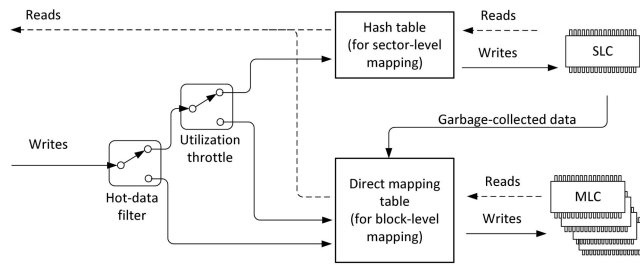 Reads
Hash table
(for sector-level
mapping)
Reads
Writes
SLC
Utilization
throttle
Garbage-collected data
Writes
Hot-data
filter
Direct mapping
table
(for block-level
mapping)
Reads
Writes
MLC